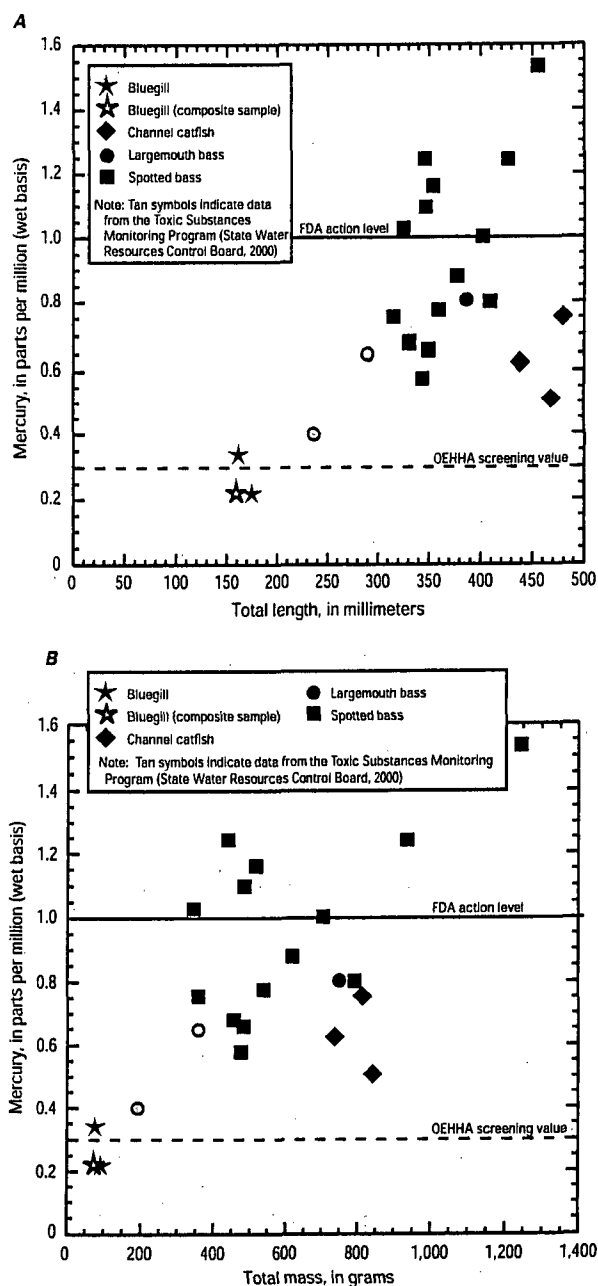 A
1.6
1.4
1.2
1.0
0.8
0.6
0.4
0.2
0
Mercury, in parts per million (wet basis)
Bluegill
Bluegill (composite sample)
Channel catfish
Largemouth bass
Spotted bass
Note: Tan symbols indicate data
from the Toxic Substances
Monitoring Program (State Water
Resources Control Board, 2000)
FDA action level
OEHHA screening value
0 50 100 150 200 250 300 350 400 450 500
Total length, in millimeters
B
Bluegill
Bluegill (composite sample)
Channel catfish
Largemouth bass
Spotted bass
Note: Tan symbols indicate data from the Toxic Substances Monitoring
Program (State Water Resources Control Board, 2000)
1.6
1.4
1.2
1.0
0.8
0.6
0.4
0.2
0
Mercury, in parts per million (wet basis)
FDA action level
OEHHA screening value
0 200 400 600 800 1,000 1,200 1,400
Total mass, in grams